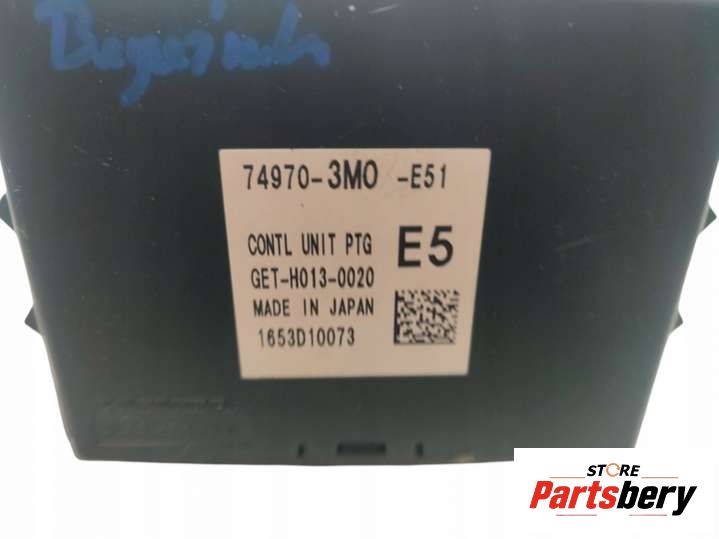 74970-3M0 -E51
CONTL UNIT PTG
E5
GET-H013-0020
MADE IN JAPAN
1653D10073
STORE
Partsbery